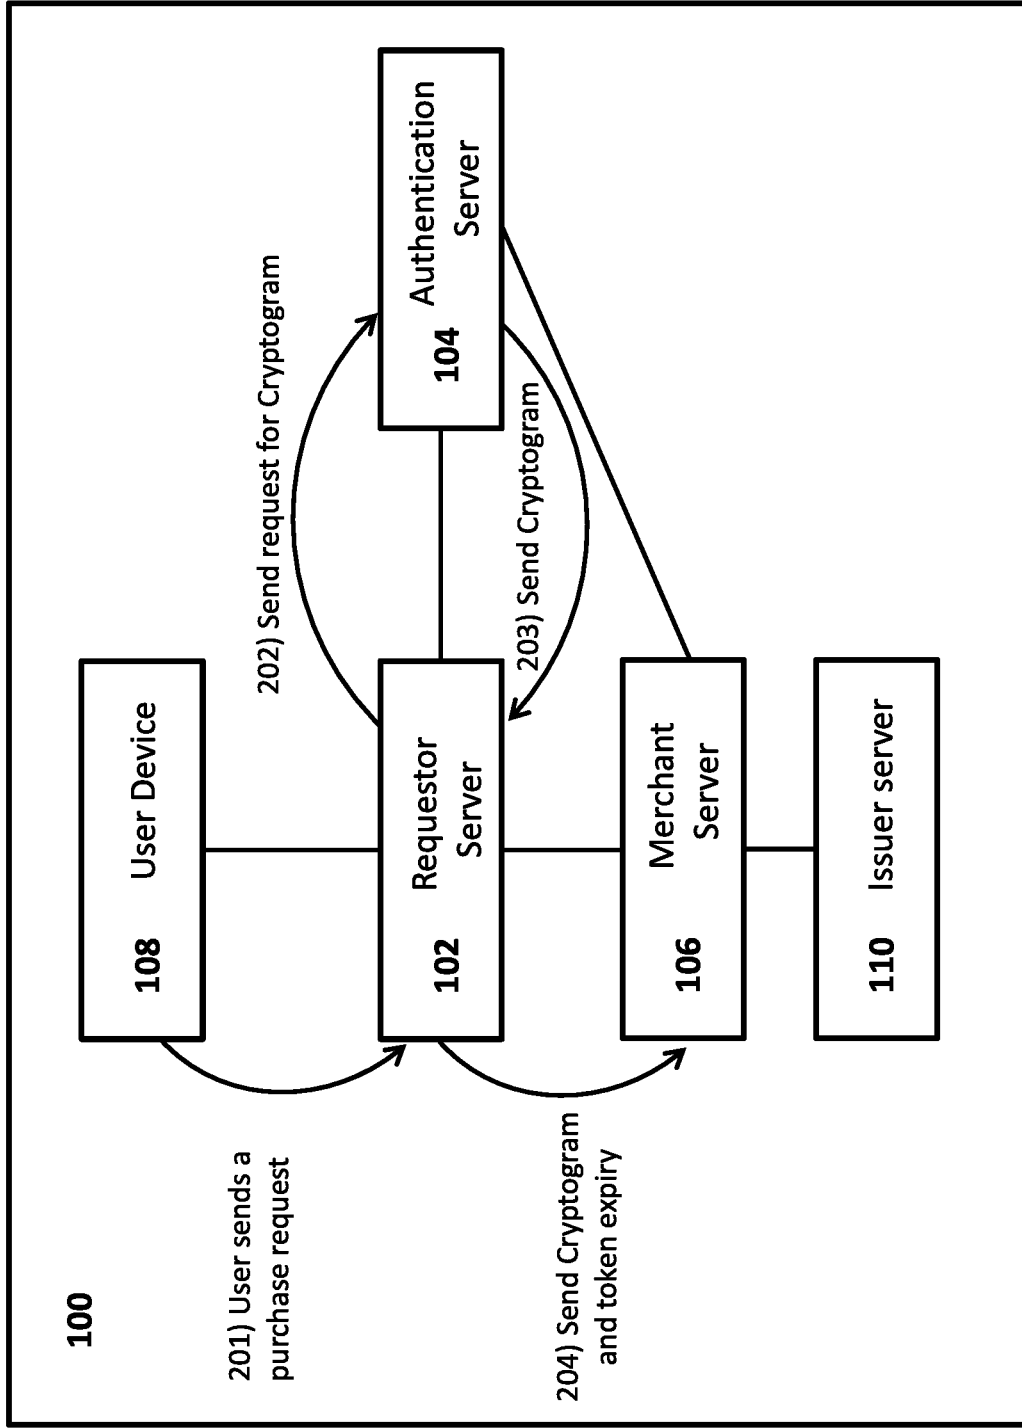 100
108
User Device
201) User sends a
purchase request
202) Send request for Cryptogram
102
Requestor
Server
104
Authentication
Server
203) Send Cryptogram
204) Send Cryptogram
and token expiry
106
Merchant
Server
110
Issuer server